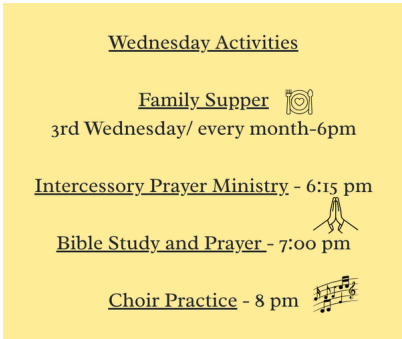 Wednesday Activities
Family Supper
3rd Wednesday/ every month-6pm
Intercessory Prayer Ministry - 6:15 pm
Bible Study and Prayer - 7:00 pm
Choir Practice - 8 pm